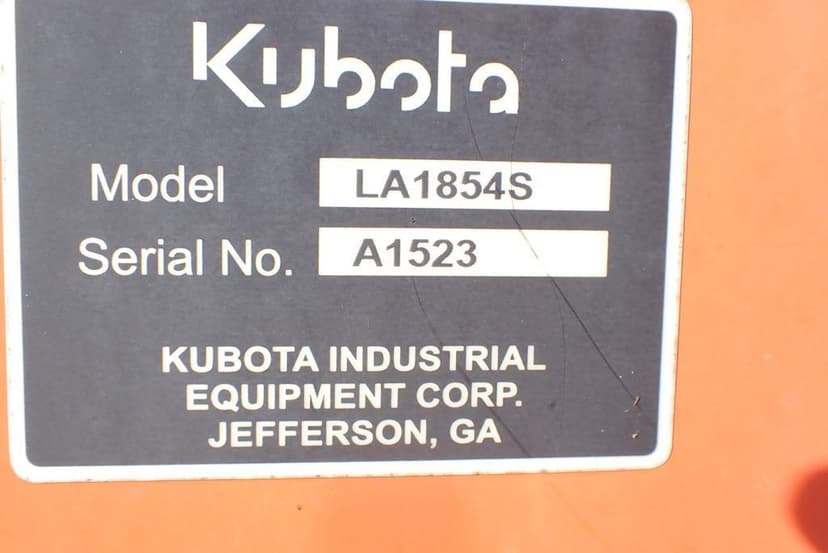 Kubota
Model LA1854S
Serial No. A1523
KUBOTA INDUSTRIAL
EQUIPMENT CORP.
JEFFERSON, GA